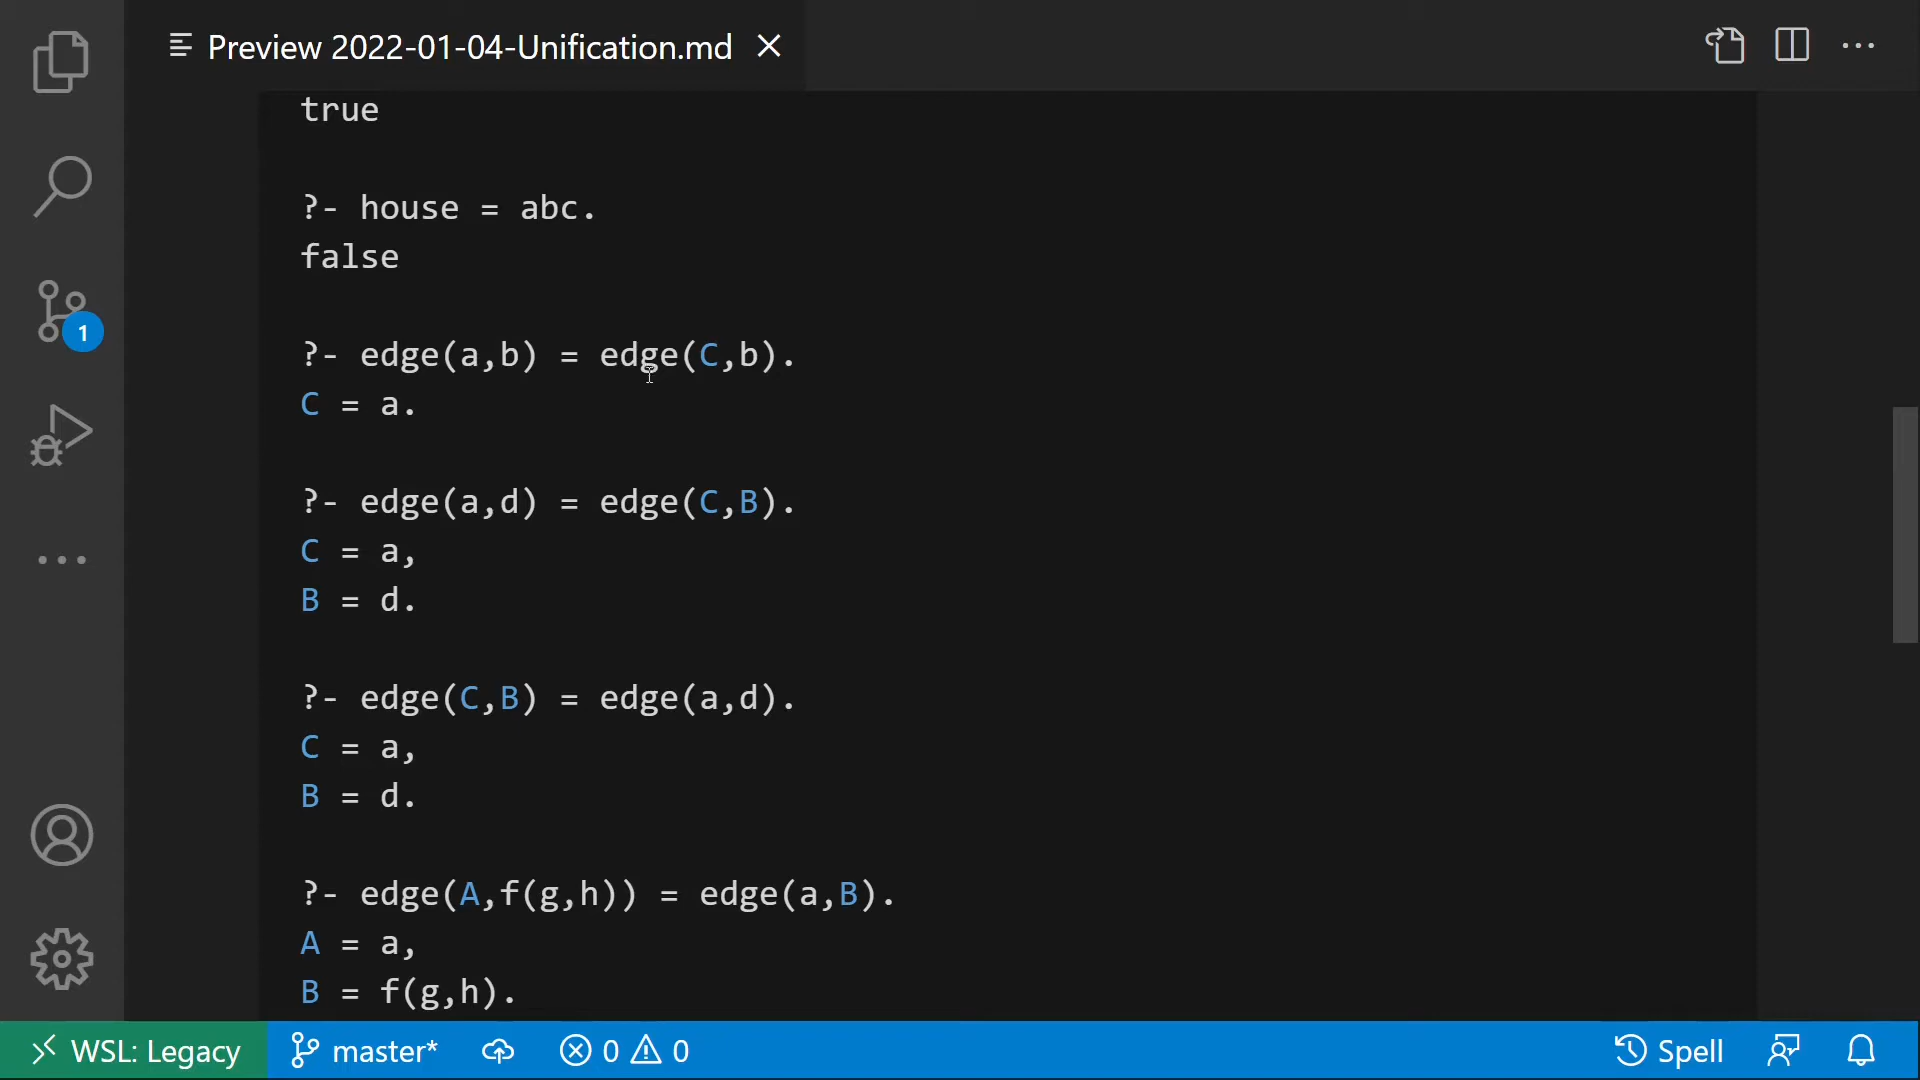 Preview 2022-01-04-Unification.md
true
?- house = abc.
false
?- edge(a,b) = edge(C,b).
C = a.
?- edge(a,d) = edge(C,B).
C = a,
B = d.
?- edge(C,B) = edge(a,d).
C = a,
B = d.
?- edge(A,f(g,h)) = edge(a,B).
A = a,
B = f(g,h).
1
WSL: Legacy master* 0 0 Spell